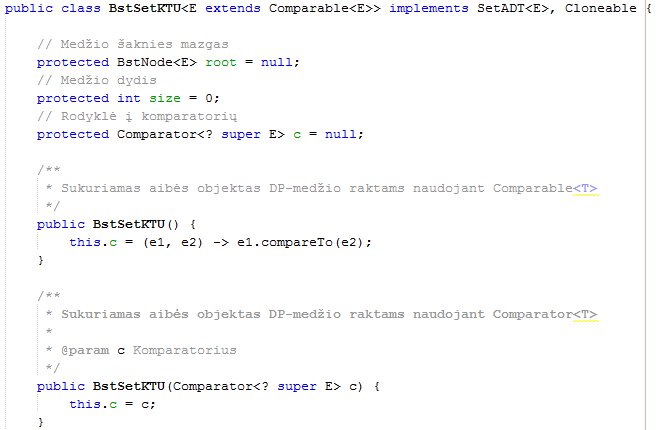 public class BstSetKTU<E extends Comparable<E>> implements SetADT<E>, Cloneable {
// Medžio šaknies mazgas
protected BstNode<E> root = null;
// Medžio dydis
protected int size = 0;
// Rodyklė į komparatorių
protected Comparator<? super E> c = null;
/**
* Sukuriamas aibės objektas DP-medžio raktams naudojant Comparable<T>
*/
public BstSetKTU() {
this.c = (e1, e2) -> e1.compareTo(e2);
}
/**
* Sukuriamas aibės objektas DP-medžio raktams naudojant Comparator<T>
*
* @param c Komparatorius
*/
public BstSetKTU(Comparator<? super E> c) {
this.c = c;
}